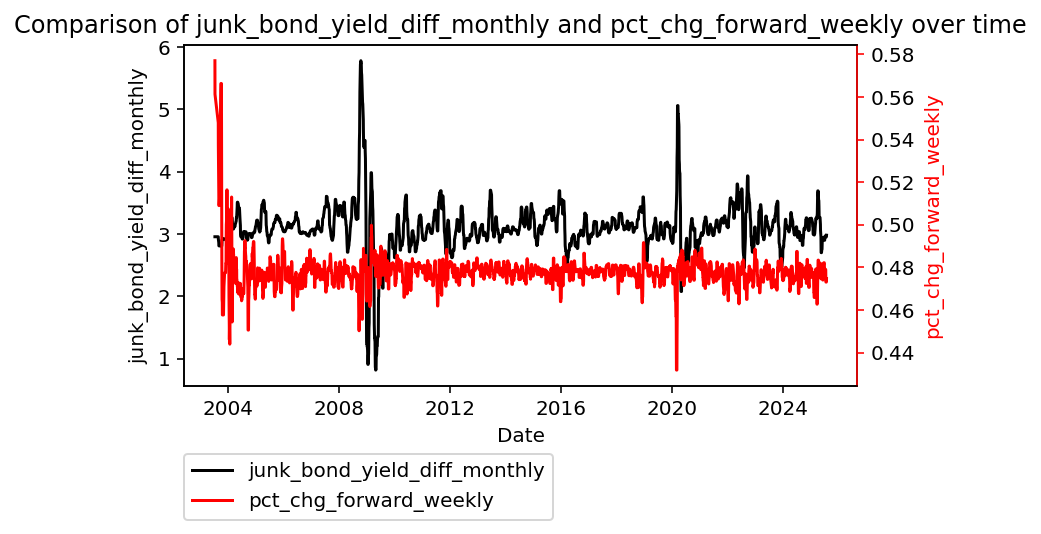 Comparison of junk_bond_yield_diff_monthly and pct_chg_forward_weekly over time
junk_bond_yield_diff_monthly
6
5
4
3
2
1
0.58
0.56
0.54
0.52
0.50
0.48
0.46
0.44
pct_chg_forward_weekly
2004 2008 2012 2016 2020 2024
Date
junk_bond_yield_diff_monthly
pct_chg_forward_weekly